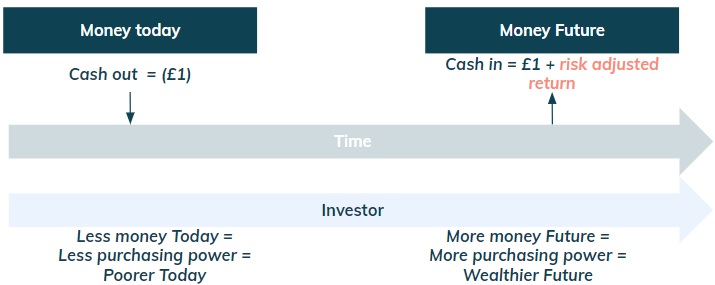 Money today
Money Future
Cash out = (£1)
Cash in = £1 + risk adjusted
return
Time
Investor
Less money Today =
Less purchasing power =
Poorer Today
More money Future =
More purchasing power =
Wealthier Future